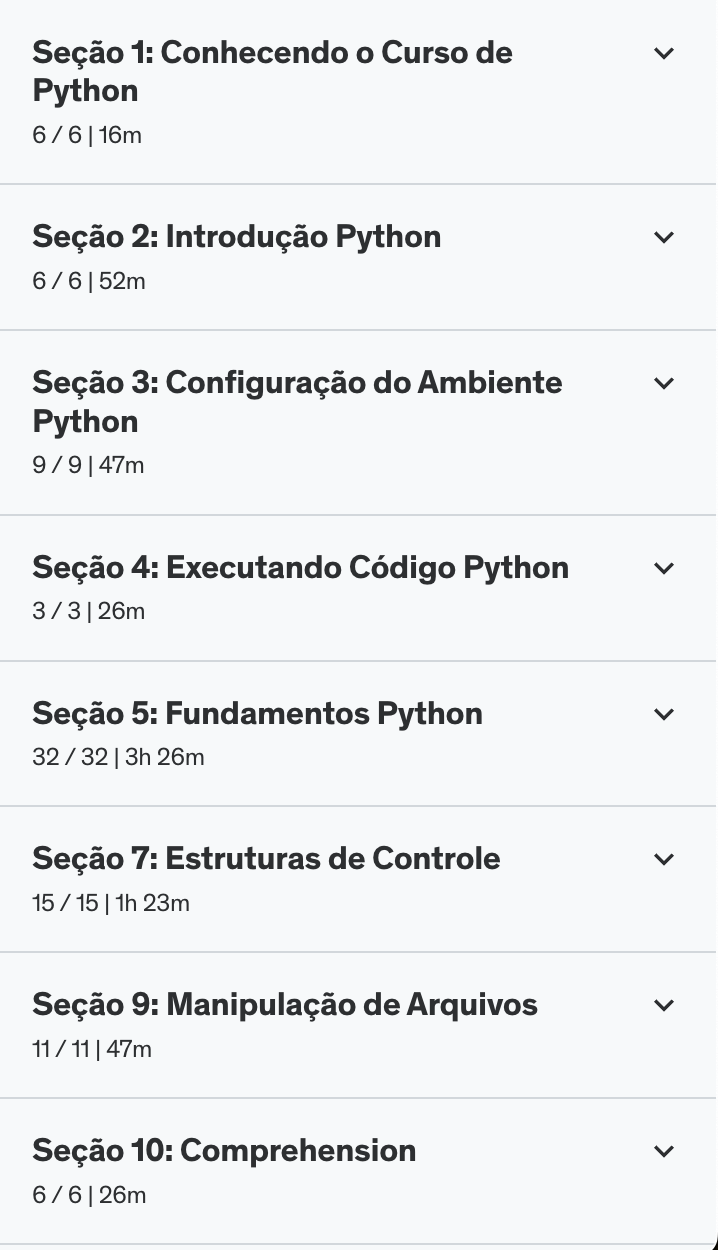 Seção 1: Conhecendo o Curso de
Python
6 / 6 | 16m
Seção 2: Introdução Python
6 / 6 | 52m
Seção 3: Configuração do Ambiente
Python
9 / 9 | 47m
Seção 4: Executando Código Python
3 / 3 | 26m
Seção 5: Fundamentos Python
32 / 32 | 3h 26m
Seção 7: Estruturas de Controle
15 / 15 | 1h 23m
Seção 9: Manipulação de Arquivos
11 / 11 | 47m
Seção 10: Comprehension
6 / 6 | 26m